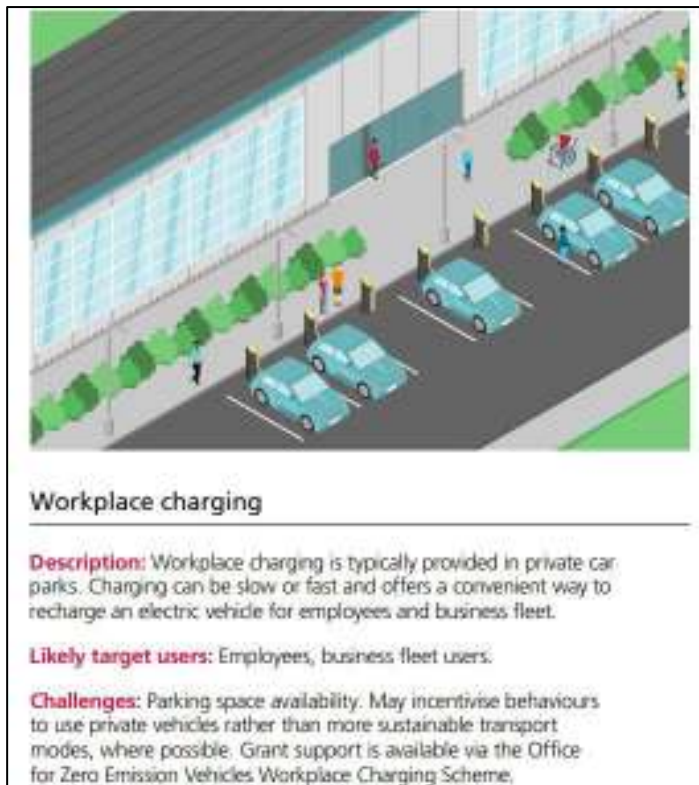 Workplace charging
Description: Workplace charging is typically provided in private car
parks. Charging can be slow or fast and offers a convenient way to
recharge an electric vehicle for employees and business fleet.
Likely target users: Employees, business fleet users.
Challenges: Parking space availability. May incentivise behaviours
to use private vehicles rather than more sustainable transport
modes, where possible. Grant support is available via the Office
for Zero Emission Vehicles Workplace Charging Scheme.